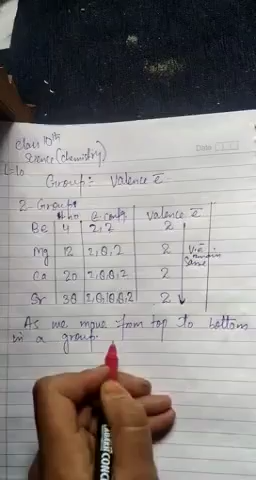 Class 10th
Science (Chemistry)
Date
L-10
Group:- Valence e̅.
2-Group:
A.no e. config valence e̅
Be 4 2,2 2
Mg 12 2,8,2 2 v.e̅
Ca 20 2,8,8,2 2 same
Sr 38 2,8,18,8,2 2
As we move from top to bottom
in a group.